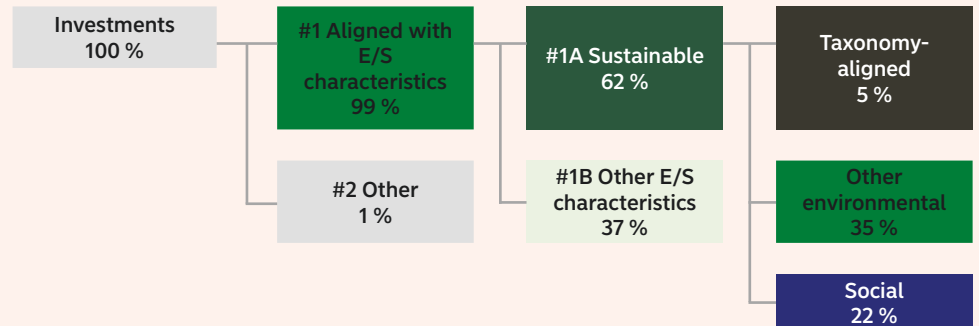 Investments
100 %
#1 Aligned with
E/S
characteristics
99 %
#1A Sustainable
62 %
Taxonomy-
aligned
5 %
#2 Other
1 %
#1B Other E/S
characteristics
37 %
Other
environmental
35 %
Social
22 %